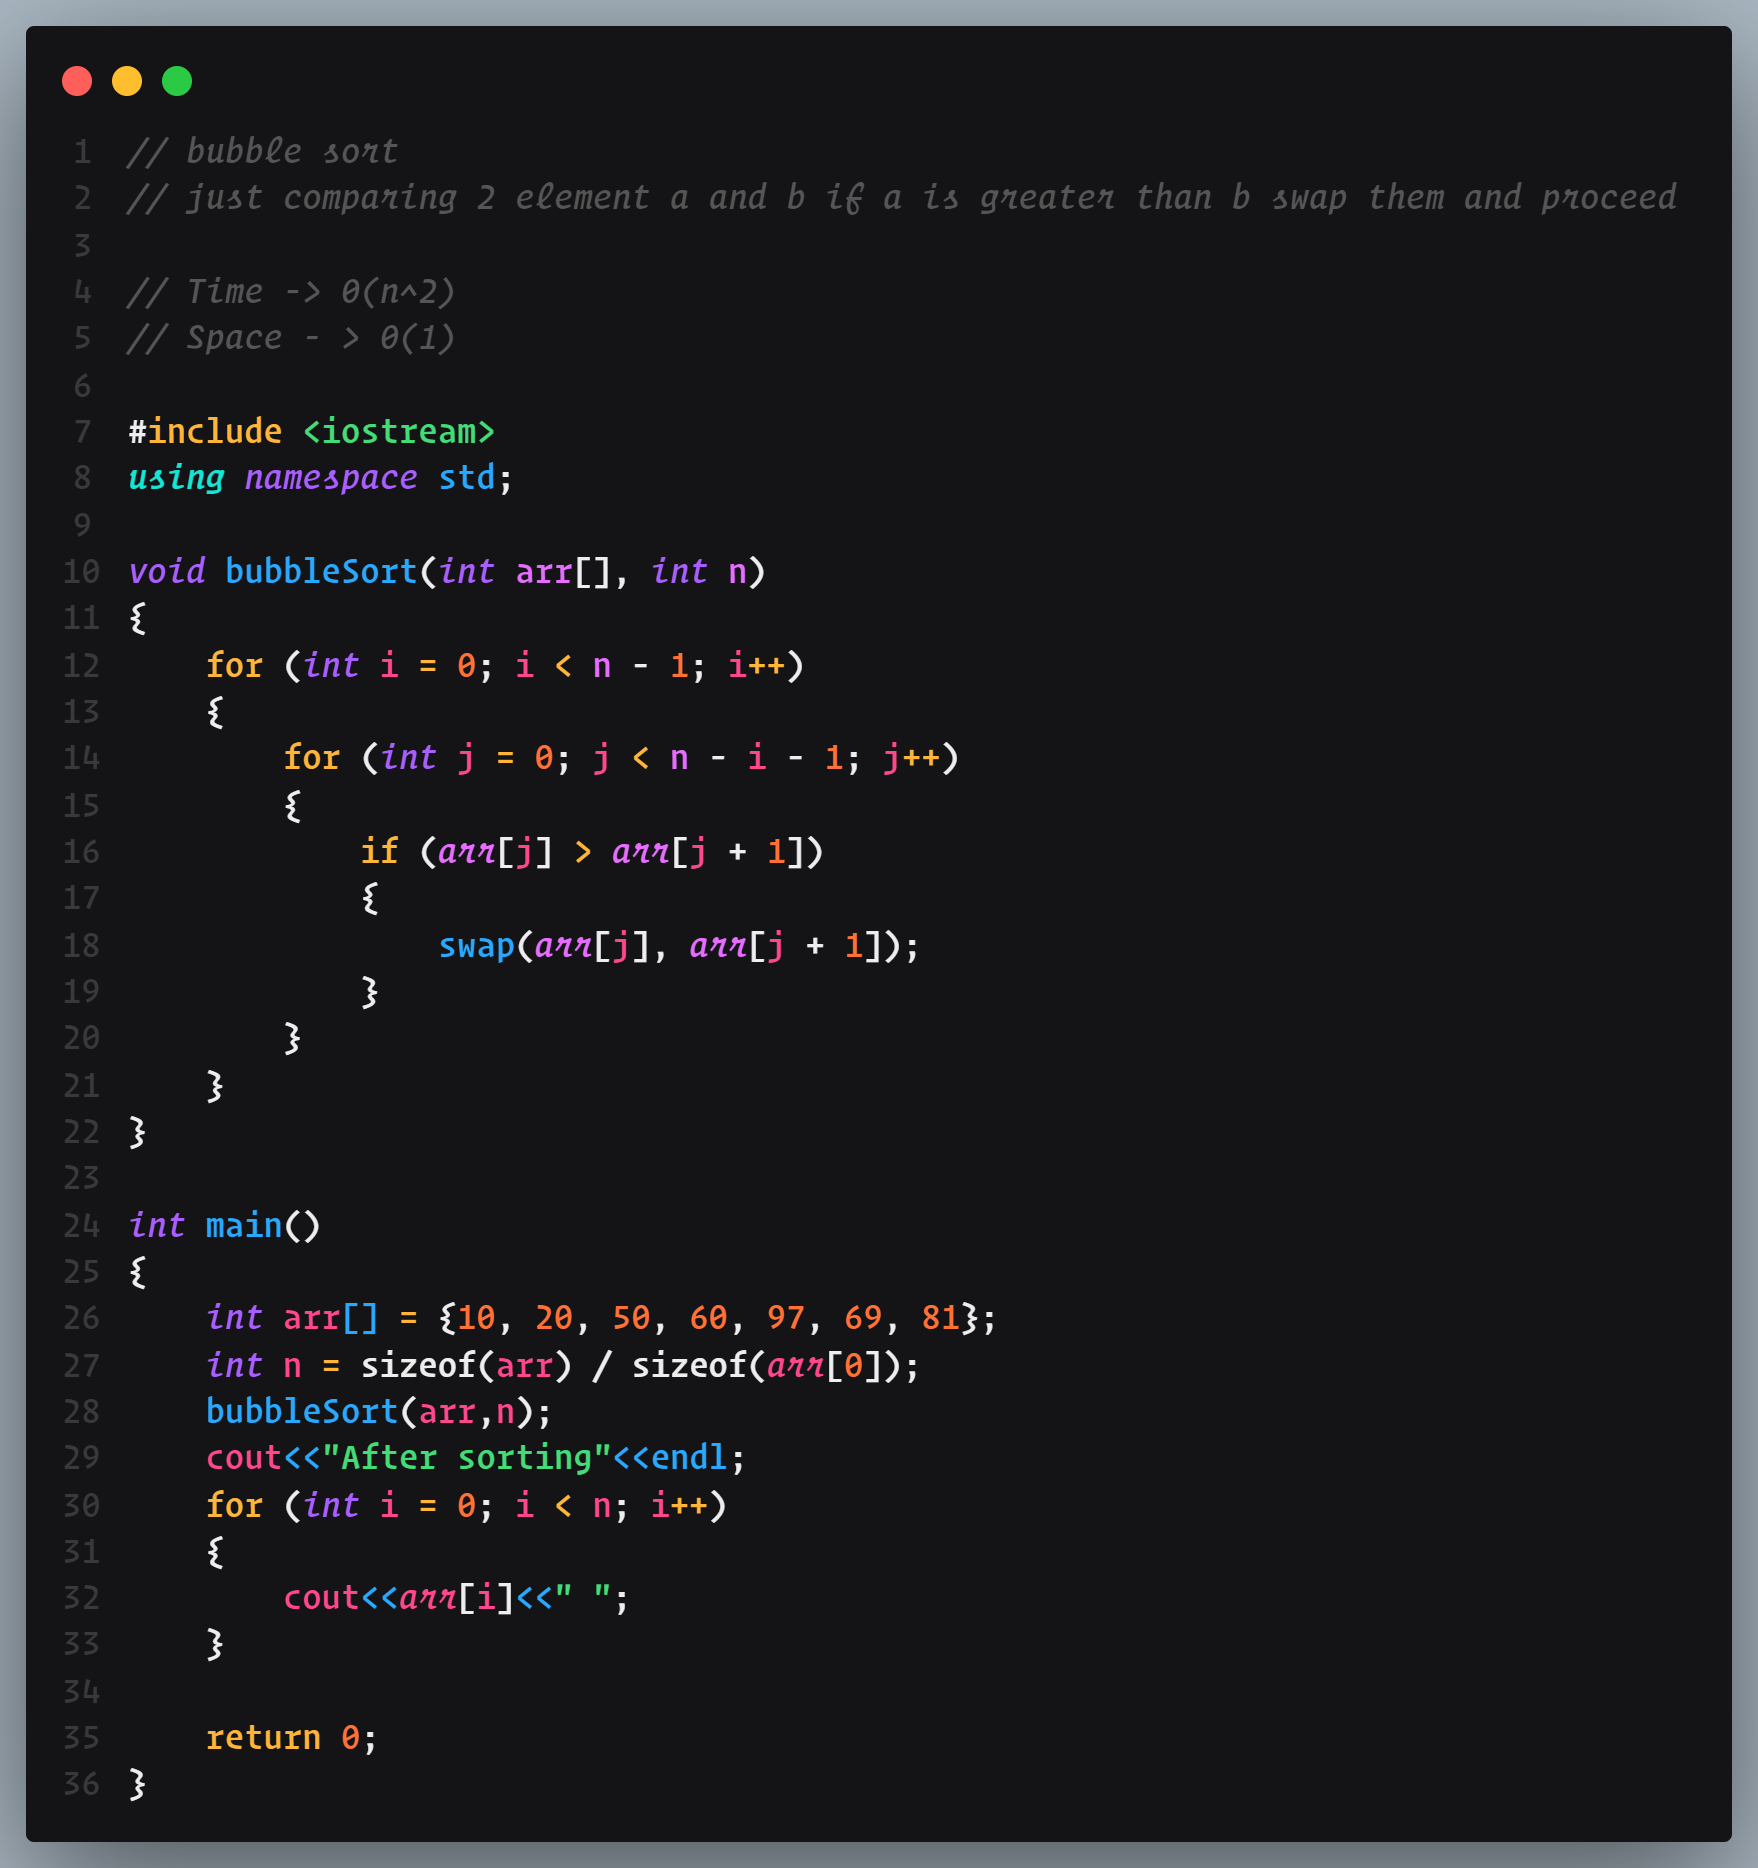 1 // bubble sort
2 // just comparing 2 element a and b if a is greater than b swap them and proceed
3
4 // Time -> O(n^2)
5 // Space - > O(1)
6
7 #include <iostream>
8 using namespace std;
9
10 void bubbleSort(int arr[], int n)
11 {
12     for (int i = 0; i < n - 1; i++)
13     {
14         for (int j = 0; j < n - i - 1; j++)
15         {
16             if (arr[j] > arr[j + 1])
17             {
18                 swap(arr[j], arr[j + 1]);
19             }
20         }
21     }
22 }
23
24 int main()
25 {
26     int arr[] = {10, 20, 50, 60, 97, 69, 81};
27     int n = sizeof(arr) / sizeof(arr[0]);
28     bubbleSort(arr,n);
29     cout<<"After sorting"<<endl;
30     for (int i = 0; i < n; i++)
31     {
32         cout<<arr[i]<<" ";
33     }
34
35     return 0;
36 }